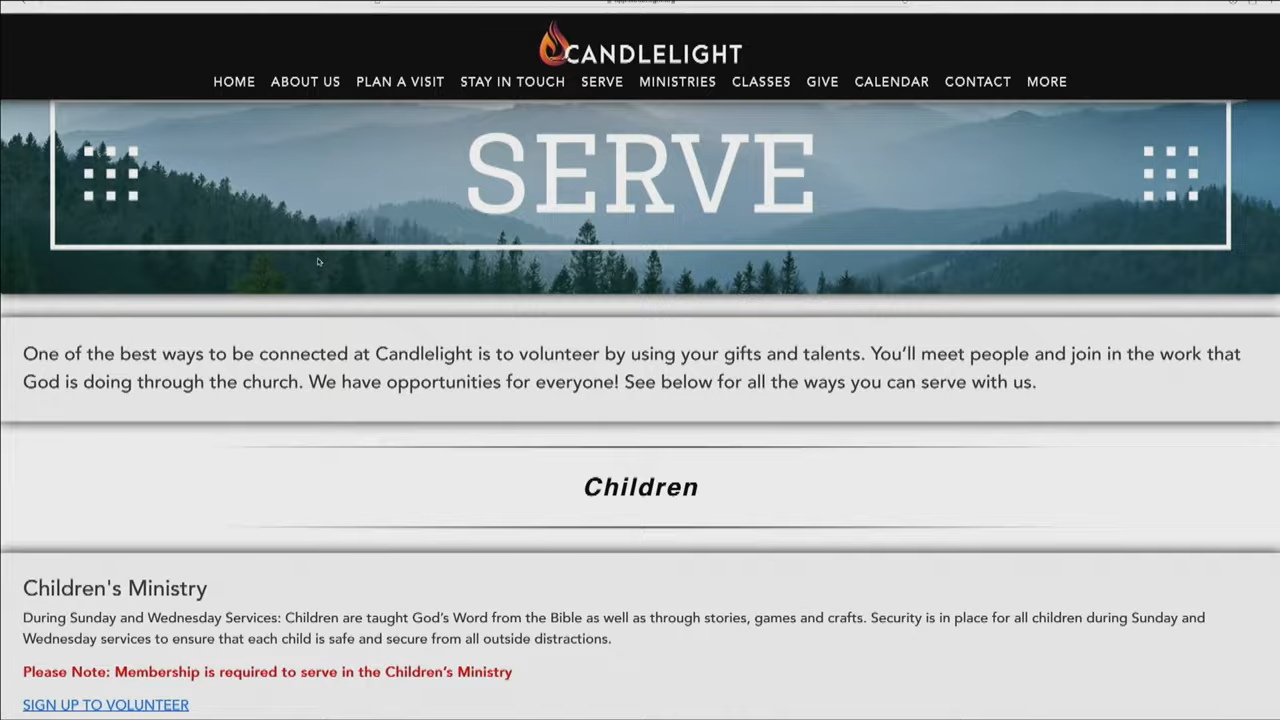 CANDLELIGHT
HOME ABOUT US PLAN A VISIT STAY IN TOUCH SERVE MINISTRIES CLASSES GIVE CALENDAR CONTACT MORE
SERVE
One of the best ways to be connected at Candlelight is to volunteer by using your gifts and talents. You’ll meet people and join in the work that
God is doing through the church. We have opportunities for everyone! See below for all the ways you can serve with us.
Children
Children's Ministry
During Sunday and Wednesday Services: Children are taught God’s Word from the Bible as well as through stories, games and crafts. Security is in place for all children during Sunday and
Wednesday services to ensure that each child is safe and secure from all outside distractions.
Please Note: Membership is required to serve in the Children’s Ministry
SIGN UP TO VOLUNTEER